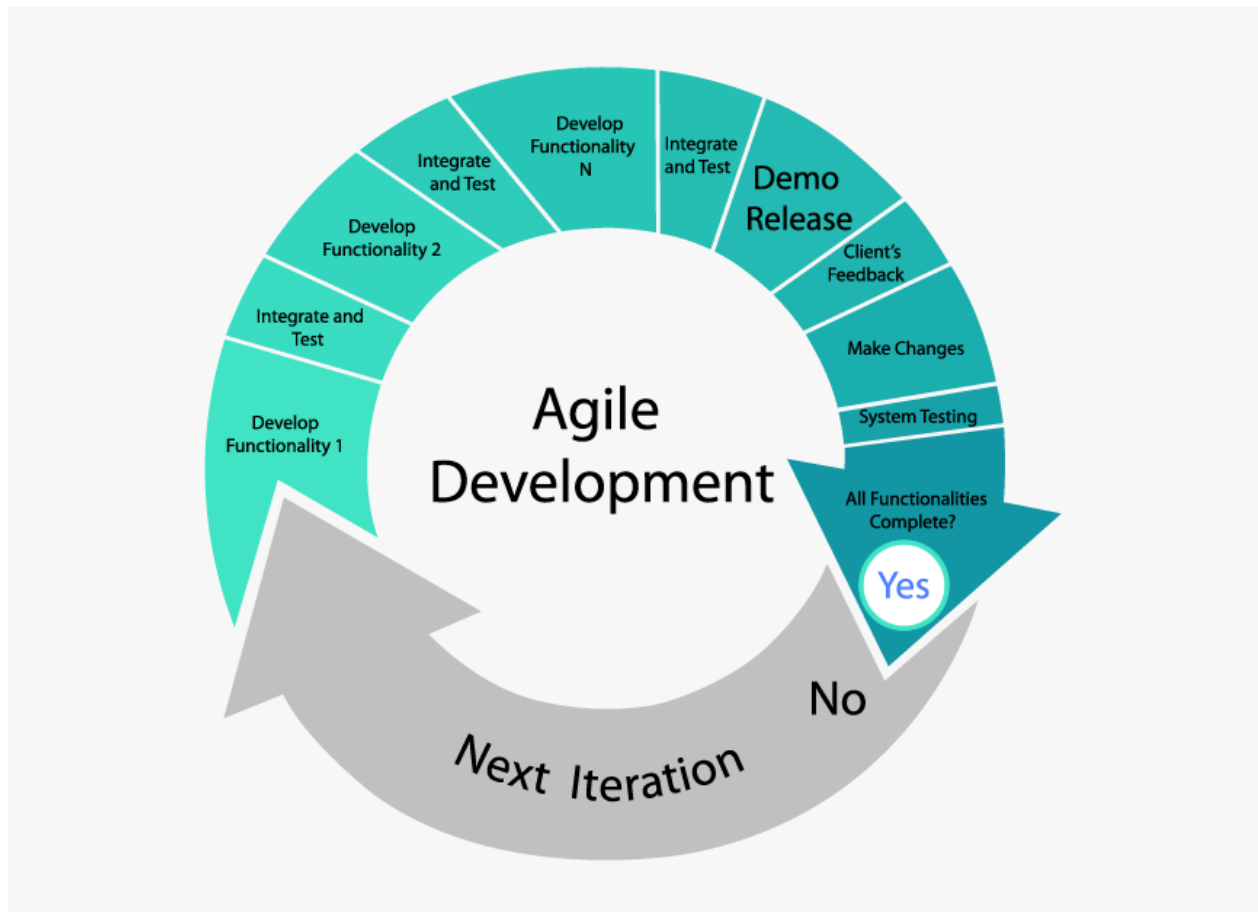 Develop
Functionality 1
Integrate and
Test
Develop
Functionality 2
Integrate
and Test
Develop
Functionality
N
Integrate
and Test
Demo
Release
Client’s
Feedback
Make Changes
System Testing
All Functionalities
Complete?
Yes
No
Next Iteration
Agile
Development